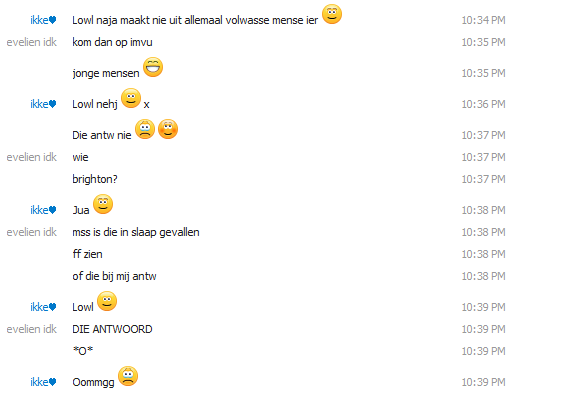 ikke♥ Lowl naja maakt nie uit allemaal volwasse mense ier 10:34 PM
evelien idk kom dan op imvu 10:35 PM
jonge mensen 10:35 PM
ikke♥ Lowl nehj x 10:36 PM
Die antw nie 10:37 PM
evelien idk wie 10:37 PM
brighton? 10:37 PM
ikke♥ Jua 10:38 PM
evelien idk mss is die in slaap gevallen 10:38 PM
ff zien 10:38 PM
of die bij mij antw 10:38 PM
ikke♥ Lowl 10:39 PM
evelien idk DIE ANTWOORD 10:39 PM
*O* 10:39 PM
ikke♥ Oommgg 10:39 PM